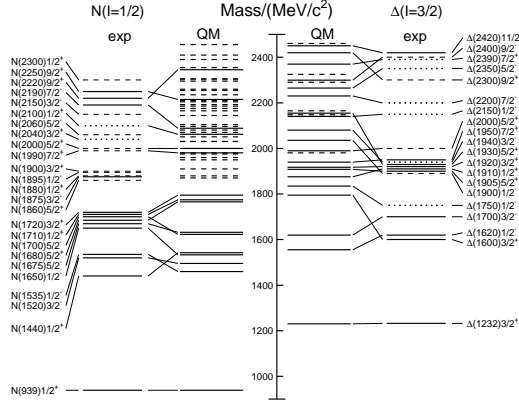 N(I=1/2) Mass/(MeV/c²) Δ(I=3/2)
exp QM QM exp
N(2300)1/2⁺
N(2250)9/2⁻
N(2220)9/2⁺
N(2190)7/2⁻
N(2150)3/2⁻
N(2100)1/2⁺
N(2060)5/2⁻
N(2040)3/2⁺
N(2000)5/2⁺
N(1990)7/2⁺
N(1900)3/2⁺
N(1895)1/2⁻
N(1880)1/2⁺
N(1875)3/2⁻
N(1860)5/2⁺
N(1720)3/2⁺
N(1710)1/2⁺
N(1700)5/2⁻
N(1680)5/2⁺
N(1675)5/2⁻
N(1650)1/2⁻
N(1535)1/2⁻
N(1520)3/2⁻
N(1440)1/2⁺
N(939)1/2⁺
2400
2200
2000
1800
1600
1400
1200
1000
Δ(2420)11/2
Δ(2400)9/2⁻
Δ(2390)7/2⁺
Δ(2350)5/2⁻
Δ(2300)9/2⁺
Δ(2200)7/2⁻
Δ(2150)1/2⁻
Δ(2000)5/2⁺
Δ(1950)7/2⁺
Δ(1940)3/2⁻
Δ(1930)5/2⁻
Δ(1920)3/2⁺
Δ(1910)1/2⁺
Δ(1905)5/2⁺
Δ(1900)1/2⁻
Δ(1750)1/2⁻
Δ(1700)3/2⁻
Δ(1620)1/2⁻
Δ(1600)3/2⁺
Δ(1232)3/2⁺